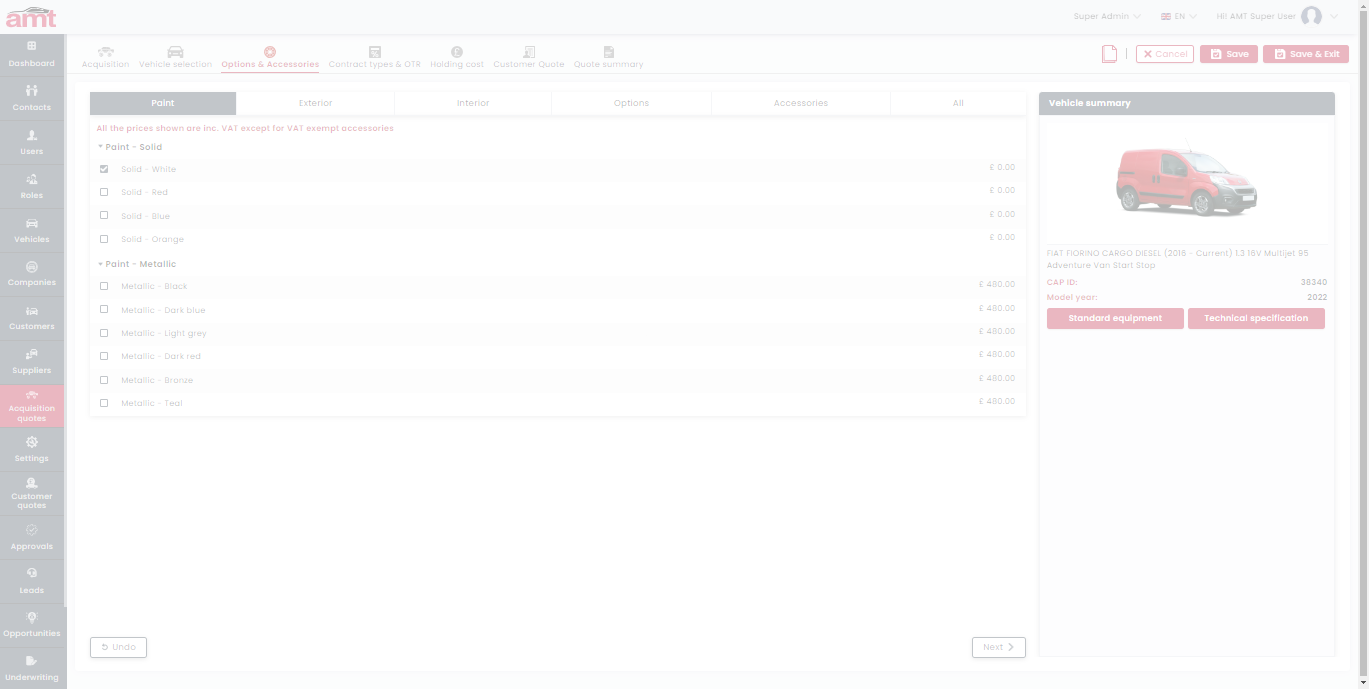 amt
Super Admin
EN
Hi! AMT Super User
Dashboard
Contacts
Users
Roles
Vehicles
Companies
Customers
Suppliers
Acquisition
quotes
Settings
Customer
quotes
Approvals
Leads
Opportunities
Underwriting
Acquisition
Vehicle selection
Options & Accessories
Contract types & OTR
Holding cost
Customer Quote
Quote summary
Cancel
Save
Save & Exit
Paint
Exterior
Interior
Options
Accessories
All
All the prices shown are inc. VAT except for VAT exempt accessories
Paint - Solid
Solid - White £ 0.00
Solid - Red £ 0.00
Solid - Blue £ 0.00
Solid - Orange £ 0.00
Paint - Metallic
Metallic - Black £ 480.00
Metallic - Dark blue £ 480.00
Metallic - Light grey £ 480.00
Metallic - Dark red £ 480.00
Metallic - Bronze £ 480.00
Metallic - Teal £ 480.00
Undo
Next
Vehicle summary
FIAT FIORINO CARGO DIESEL (2016 - Current) 1.3 16V Multijet 95
Adventure Van Start Stop
CAP ID: 38340
Model year: 2022
Standard equipment
Technical specification